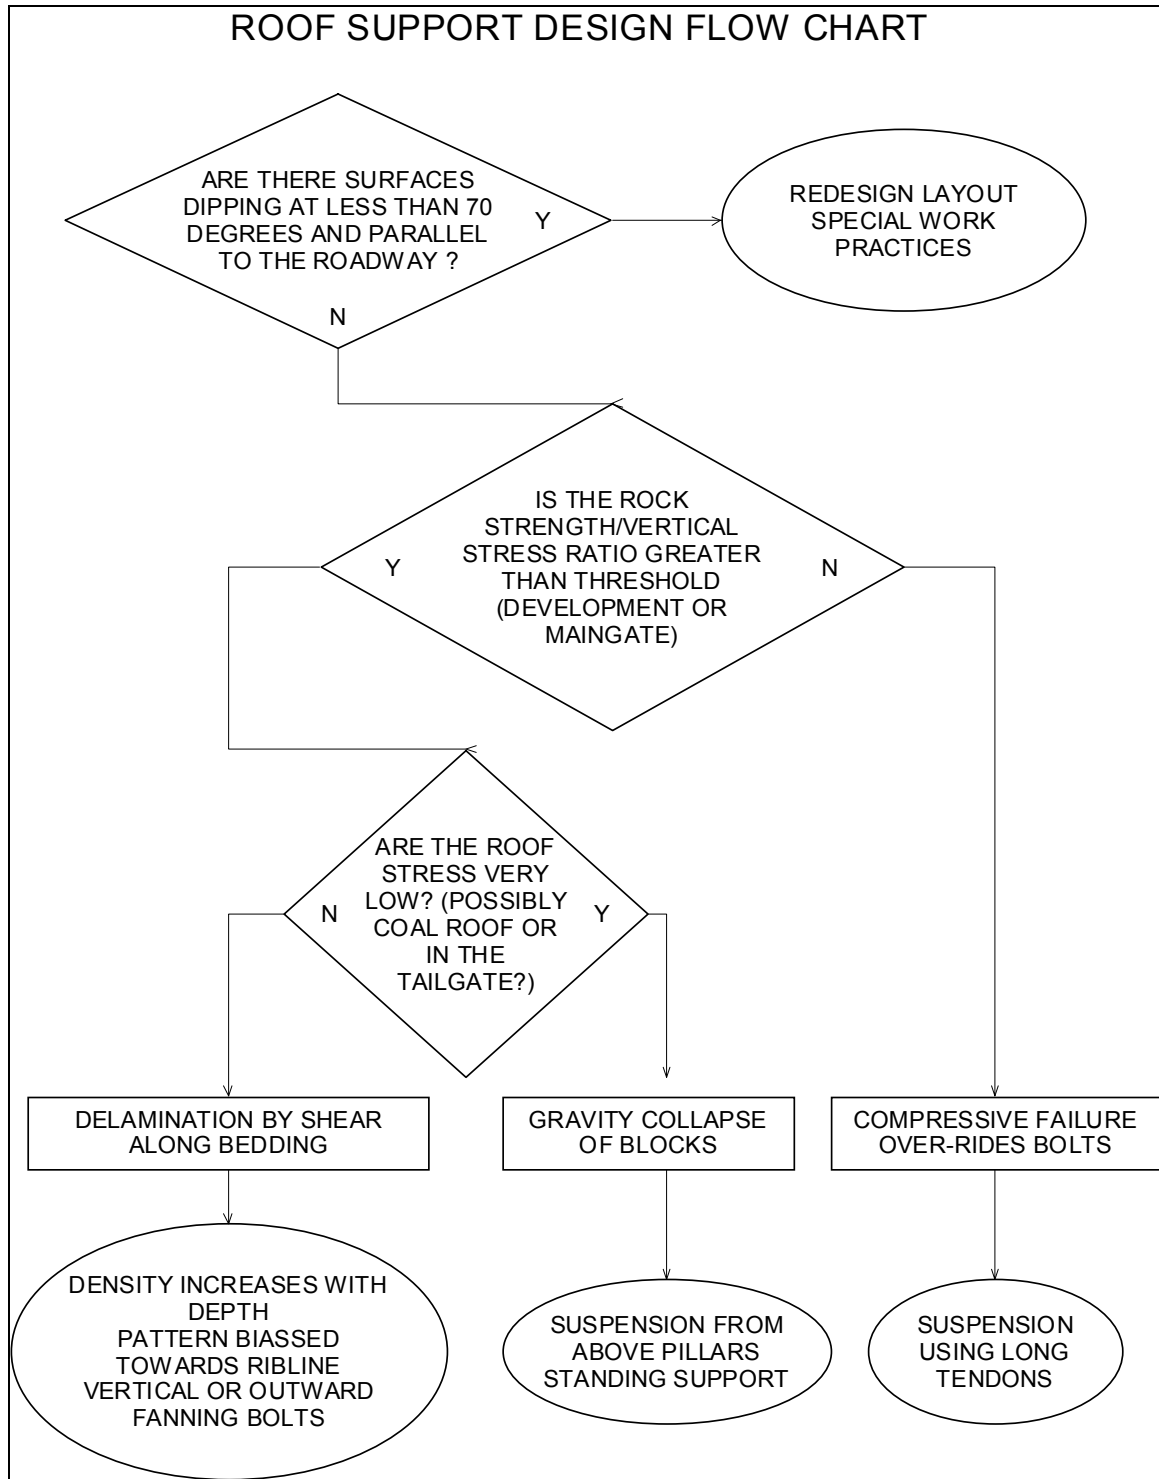 ROOF SUPPORT DESIGN FLOW CHART
ARE THERE SURFACES
DIPPING AT LESS THAN 70
DEGREES AND PARALLEL
TO THE ROADWAY ?
Y
N
REDESIGN LAYOUT
SPECIAL WORK
PRACTICES
IS THE ROCK
STRENGTH/VERTICAL
STRESS RATIO GREATER
THAN THRESHOLD
(DEVELOPMENT OR
MAINGATE)
Y
N
ARE THE ROOF
STRESS VERY
LOW? (POSSIBLY
COAL ROOF OR
IN THE
TAILGATE?)
N
Y
DELAMINATION BY SHEAR
ALONG BEDDING
GRAVITY COLLAPSE
OF BLOCKS
COMPRESSIVE FAILURE
OVER-RIDES BOLTS
DENSITY INCREASES WITH
DEPTH
PATTERN BIASSED
TOWARDS RIBLINE
VERTICAL OR OUTWARD
FANNING BOLTS
SUSPENSION FROM
ABOVE PILLARS
STANDING SUPPORT
SUSPENSION
USING LONG
TENDONS